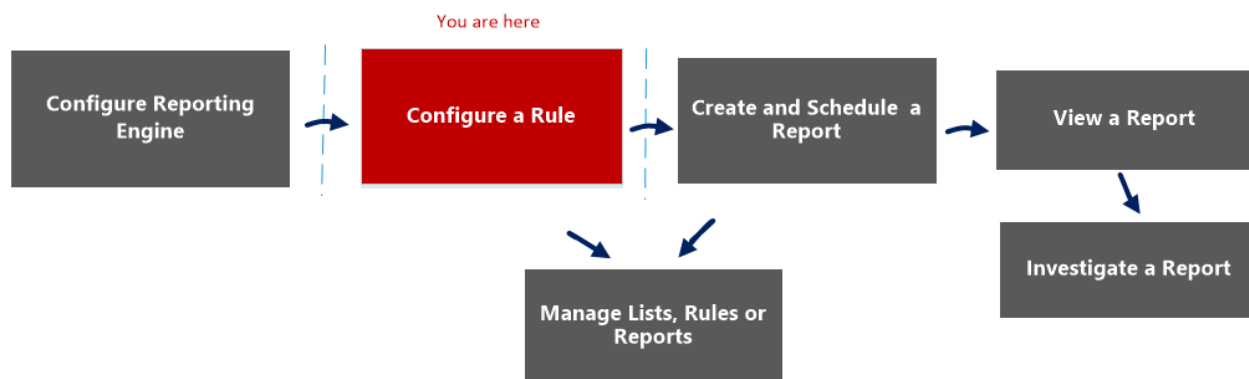 You are here
Configure Reporting
Engine
Configure a Rule
Create and Schedule a
Report
View a Report
Manage Lists, Rules or
Reports
Investigate a Report